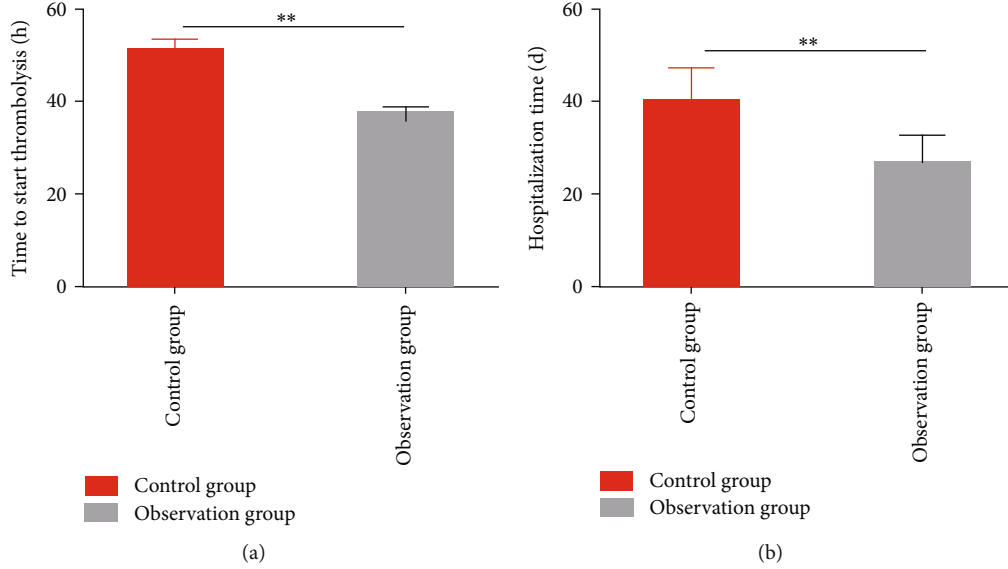 Time to start thrombolysis (h)
60
40
20
0
**
Control group
Observation group
Control group
Observation group
(a)
Hospitalization time (d)
60
40
20
0
**
Control group
Observation group
Control group
Observation group
(b)